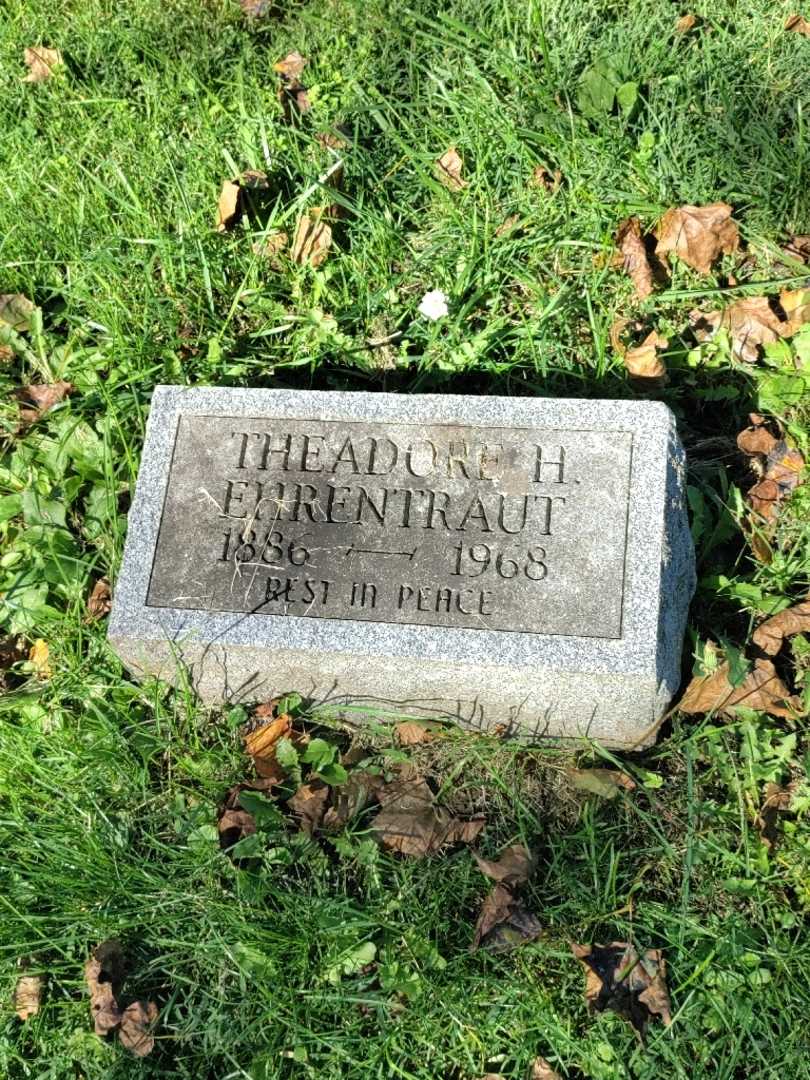 THEADORE H.
EHRENTRAUT
1886 — 1968
REST IN PEACE